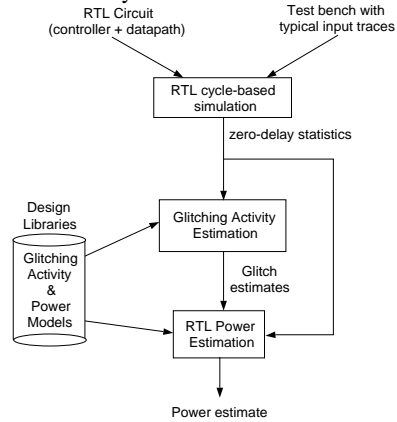 RTL Circuit
(controller + datapath)
Test bench with
typical input traces
RTL cycle-based
simulation
zero-delay statistics
Design
Libraries
Glitching Activity
Estimation
Glitching
Activity
&
Power
Models
Glitch
estimates
RTL Power
Estimation
Power estimate